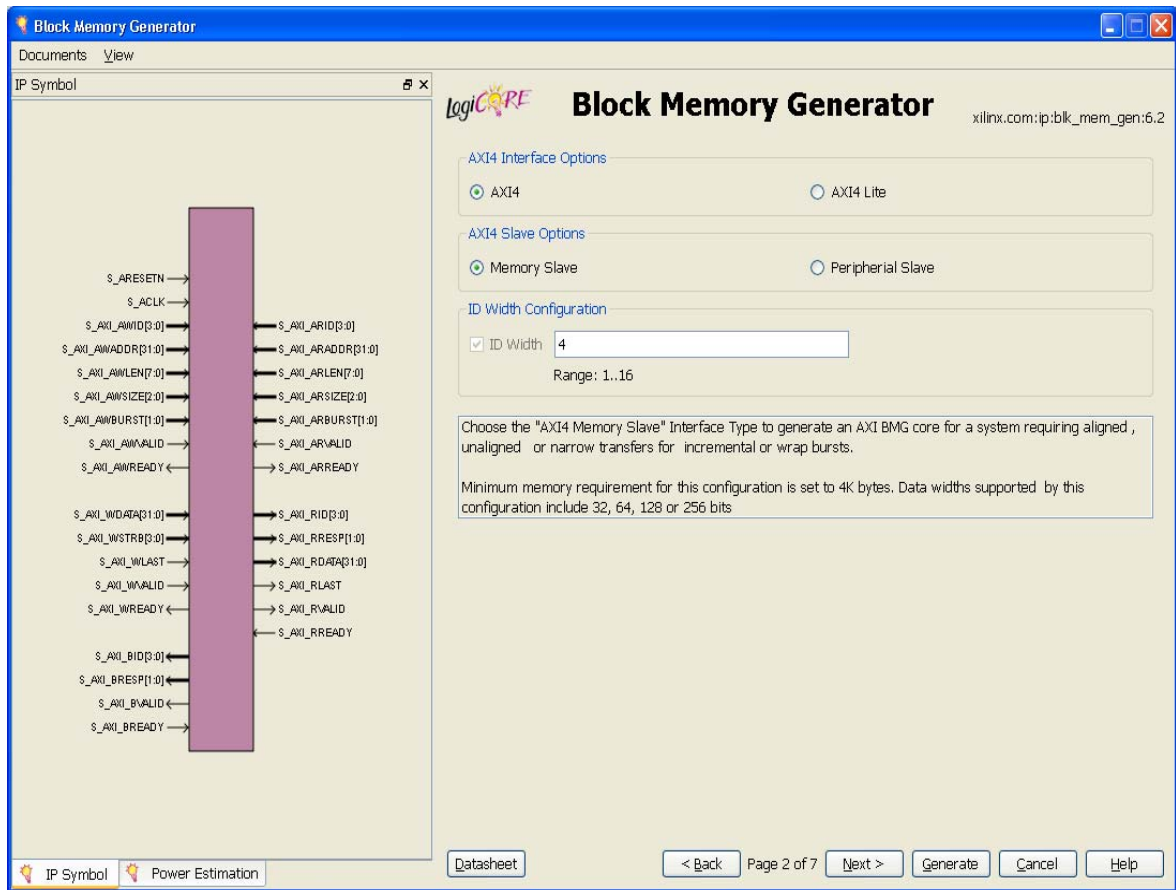 Block Memory Generator
Documents View
IP Symbol
S_ARESETN
S_ACLK
S_AXI_AWID[3:0]
S_AXI_AWADDR[31:0]
S_AXI_AWLEN[7:0]
S_AXI_AWSIZE[2:0]
S_AXI_AWBURST[1:0]
S_AXI_AWVALID
S_AXI_AWREADY
S_AXI_WDATA[31:0]
S_AXI_WSTRB[3:0]
S_AXI_WLAST
S_AXI_WVALID
S_AXI_WREADY
S_AXI_BID[3:0]
S_AXI_BRESP[1:0]
S_AXI_BVALID
S_AXI_BREADY
S_AXI_ARID[3:0]
S_AXI_ARADDR[31:0]
S_AXI_ARLEN[7:0]
S_AXI_ARSIZE[2:0]
S_AXI_ARBURST[1:0]
S_AXI_ARVALID
S_AXI_ARREADY
S_AXI_RID[3:0]
S_AXI_RRESP[1:0]
S_AXI_RDATA[31:0]
S_AXI_RLAST
S_AXI_RVALID
S_AXI_RREADY
IP Symbol Power Estimation
LogiCORE Block Memory Generator xilinx.com:ip:blk_mem_gen:6.2
AXI4 Interface Options
AXI4 AXI4 Lite
AXI4 Slave Options
Memory Slave Peripherial Slave
ID Width Configuration
ID Width 4
Range: 1..16
Choose the "AXI4 Memory Slave" Interface Type to generate an AXI BMG core for a system requiring aligned ,
unaligned or narrow transfers for incremental or wrap bursts.
Minimum memory requirement for this configuration is set to 4K bytes. Data widths supported by this
configuration include 32, 64, 128 or 256 bits
Datasheet < Back Page 2 of 7 Next > Generate Cancel Help